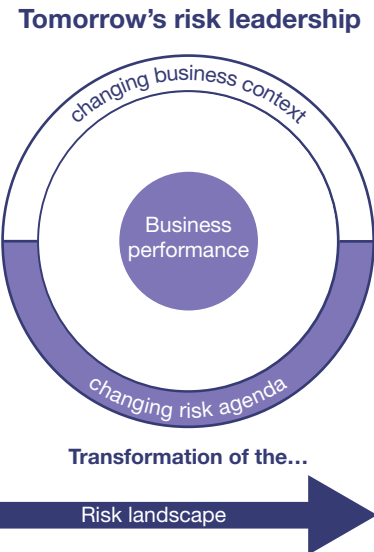 Tomorrow’s risk leadership
changing business context
Business
performance
changing risk agenda
Transformation of the…
Risk landscape